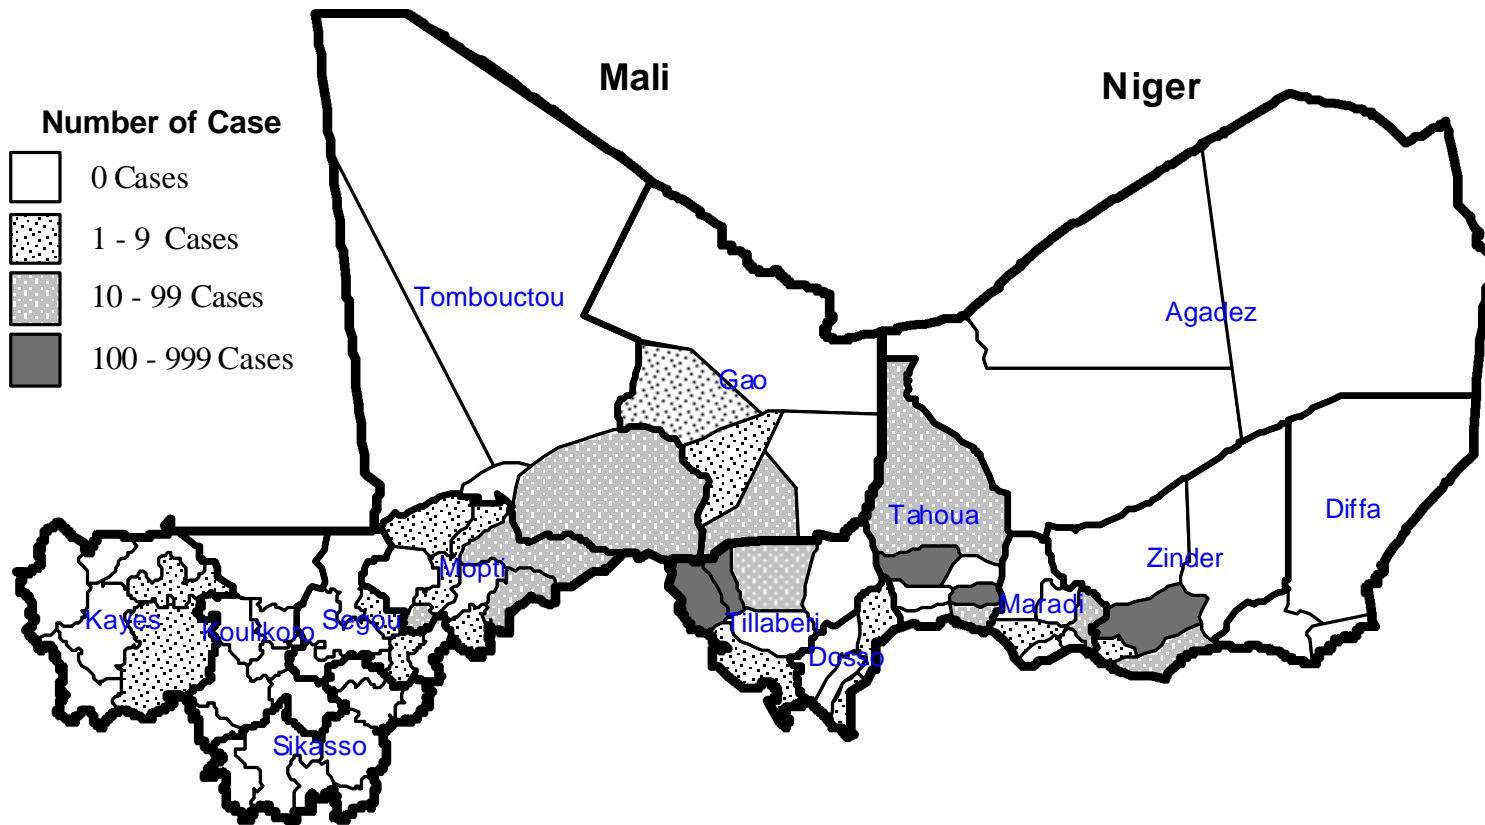 Mali
Niger
Number of Case
0 Cases
1 - 9 Cases
10 - 99 Cases
100 - 999 Cases
Tombouctou
Agadez
Gao
Tahoua
Diffa
Zinder
Mopti
Maradi
Kayes
Koulikoro
Segou
Tillaberi
Dosso
Sikasso